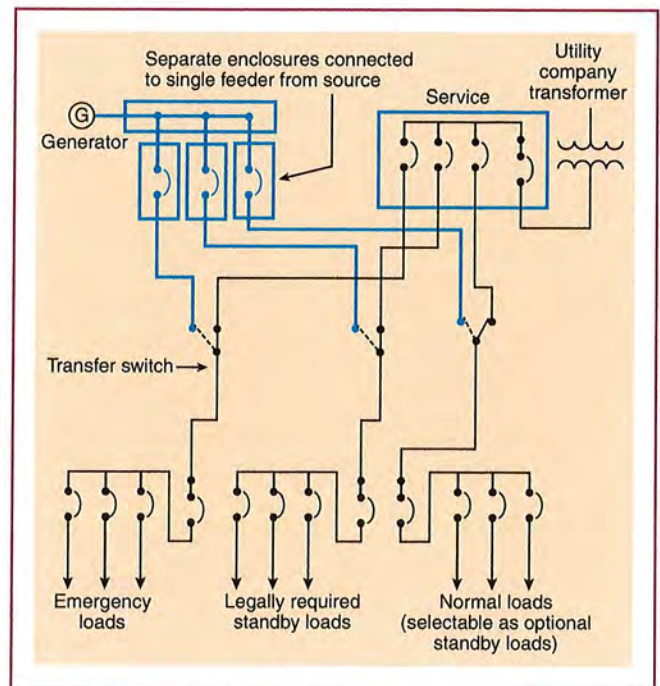 Separate enclosures connected
to single feeder from source
Utility
company
transformer
Service
G
Generator
Transfer switch
Emergency
loads
Legally required
standby loads
Normal loads
(selectable as optional
standby loads)